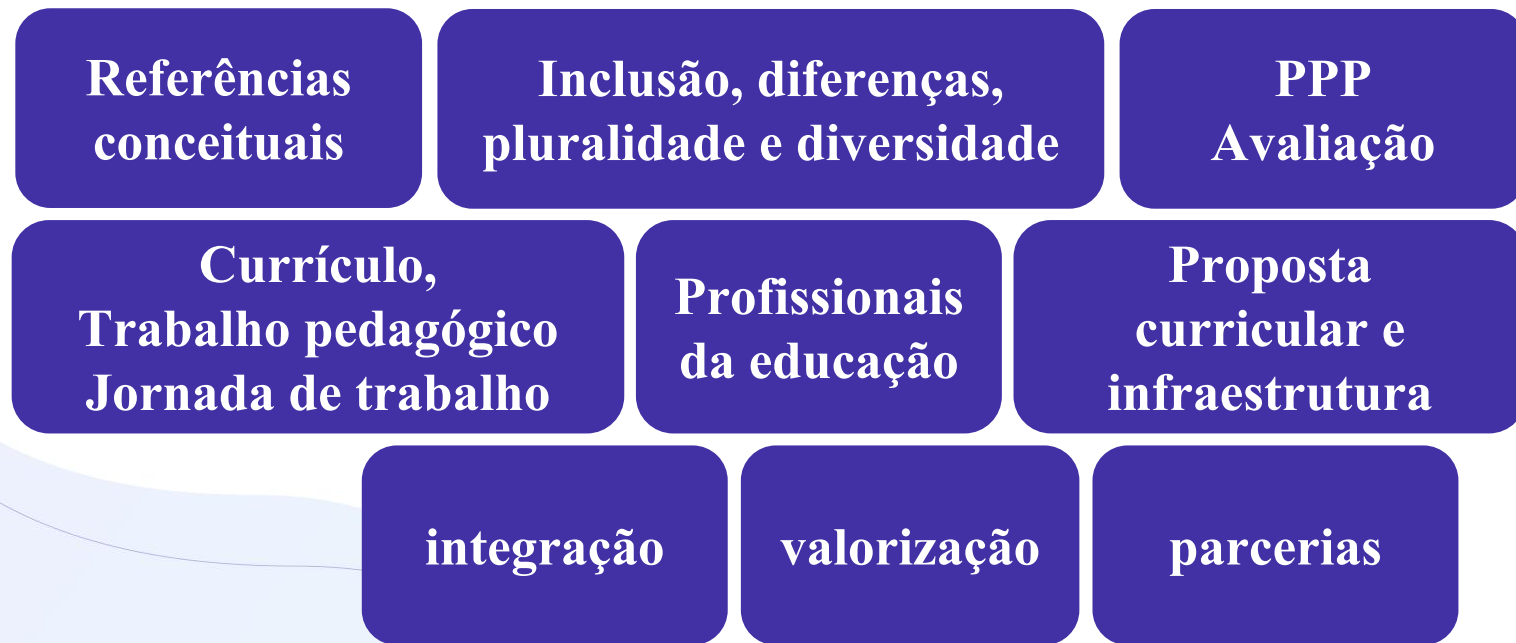 Referências
conceituais
Inclusão, diferenças,
pluralidade e diversidade
PPP
Avaliação
Currículo,
Trabalho pedagógico
Jornada de trabalho
Profissionais
da educação
Proposta
curricular e
infraestrutura
integração
valorização
parcerias